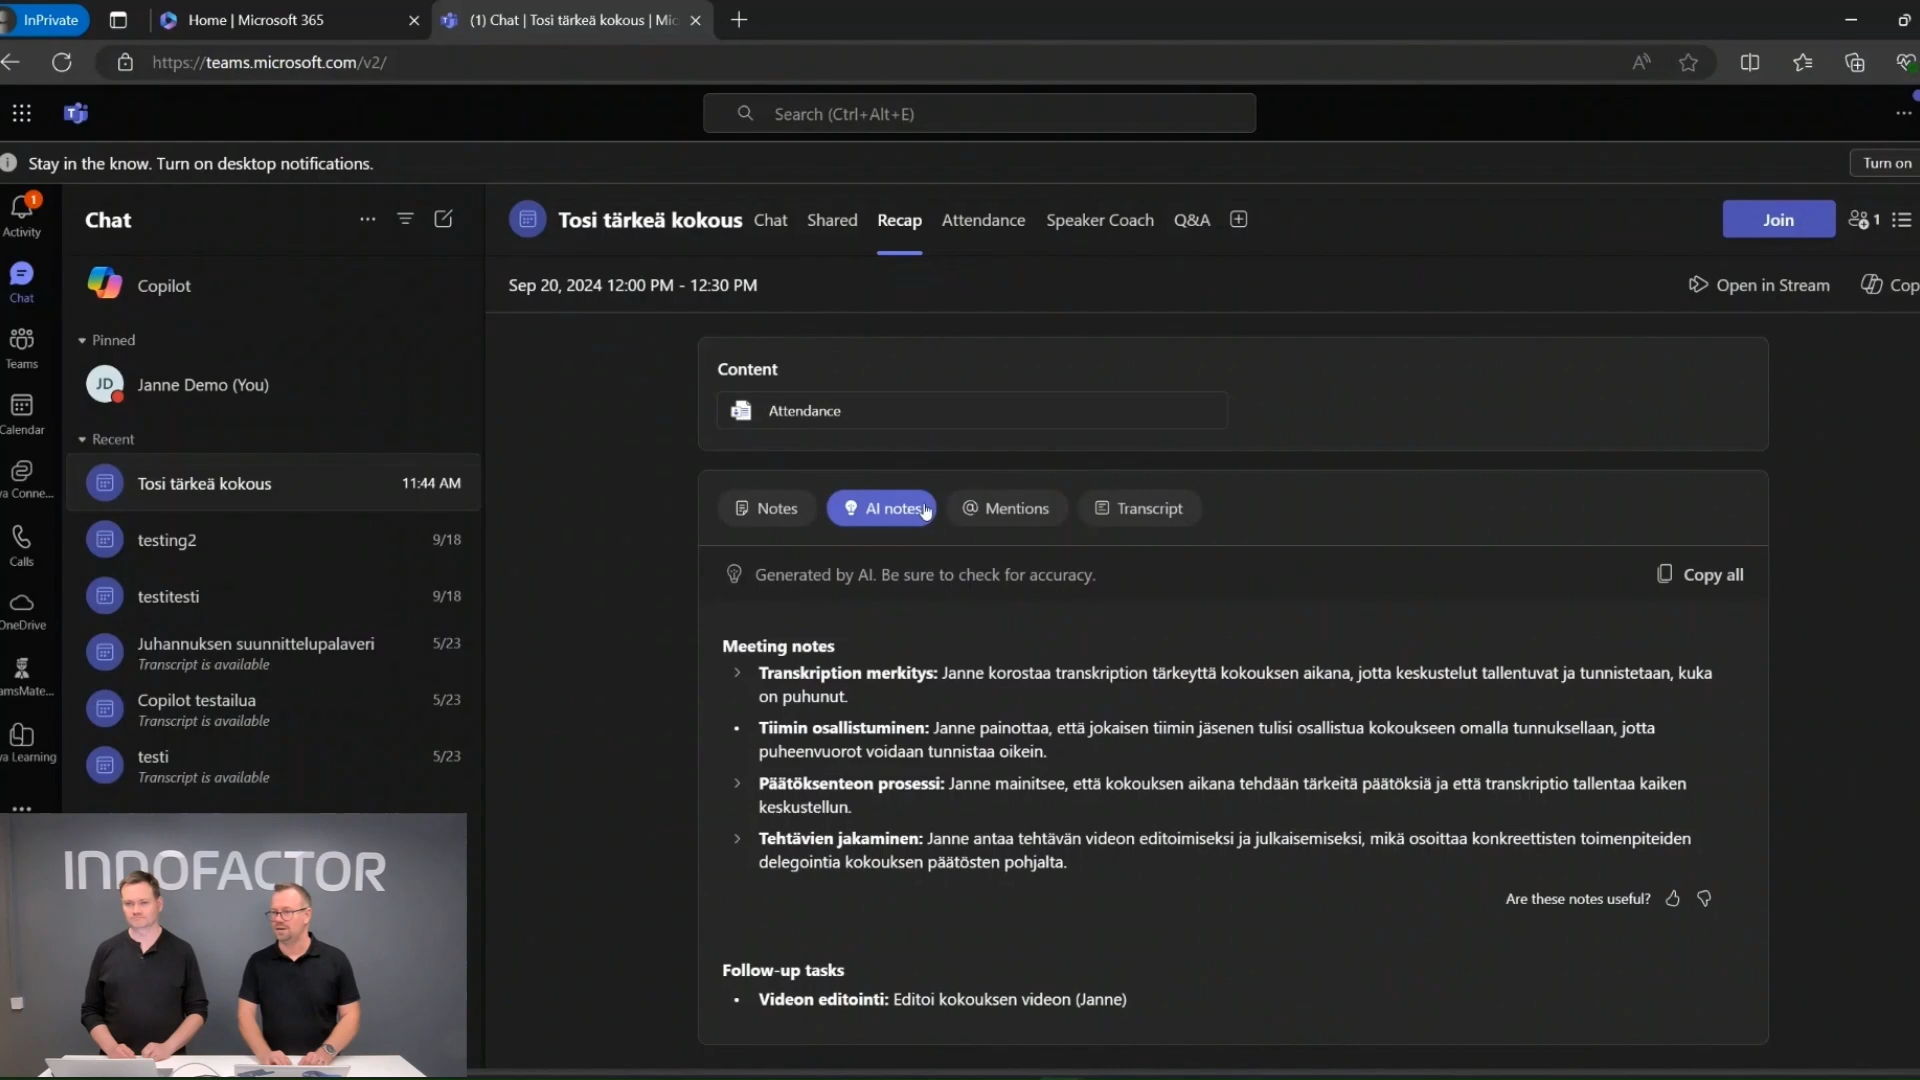 InPrivate
Home | Microsoft 365
(1) Chat | Tosi tärkeä kokous | Mic
https://teams.microsoft.com/v2/
Search (Ctrl+Alt+E)
Stay in the know. Turn on desktop notifications.
Turn on
1
Activity
Chat
Teams
Calendar
a Conne...
Calls
OneDrive
amsMate...
a Learning
Chat
Copilot
Pinned
JD
Janne Demo (You)
Recent
Tosi tärkeä kokous
11:44 AM
testing2
9/18
testitesti
9/18
Juhannuksen suunnittelupalaveri
5/23
Transcript is available
Copilot testailua
5/23
Transcript is available
testi
5/23
Transcript is available
Tosi tärkeä kokous
Chat
Shared
Recap
Attendance
Speaker Coach
Q&A
Join
1
Sep 20, 2024 12:00 PM - 12:30 PM
Open in Stream
Cop
Content
Attendance
Notes
AI notes
Mentions
Transcript
Generated by AI. Be sure to check for accuracy.
Copy all
Meeting notes
Transkription merkitys: Janne korostaa transkription tärkeyttä kokouksen aikana, jotta keskustelut tallentuvat ja tunnistetaan, kuka
on puhunut.
• Tiimin osallistuminen: Janne painottaa, että jokaisen tiimin jäsenen tulisi osallistua kokoukseen omalla tunnuksellaan, jotta
puheenvuorot voidaan tunnistaa oikein.
Päätöksenteon prosessi: Janne mainitsee, että kokouksen aikana tehdään tärkeitä päätöksiä ja että transkriptio tallentaa kaiken
keskustellun.
Tehtävien jakaminen: Janne antaa tehtävän videon editoimiseksi ja julkaisemiseksi, mikä osoittaa konkreettisten toimenpiteiden
delegointia kokouksen päätösten pohjalta.
Are these notes useful?
Follow-up tasks
• Videon editointi: Editoi kokouksen videon (Janne)
INNOFACTOR